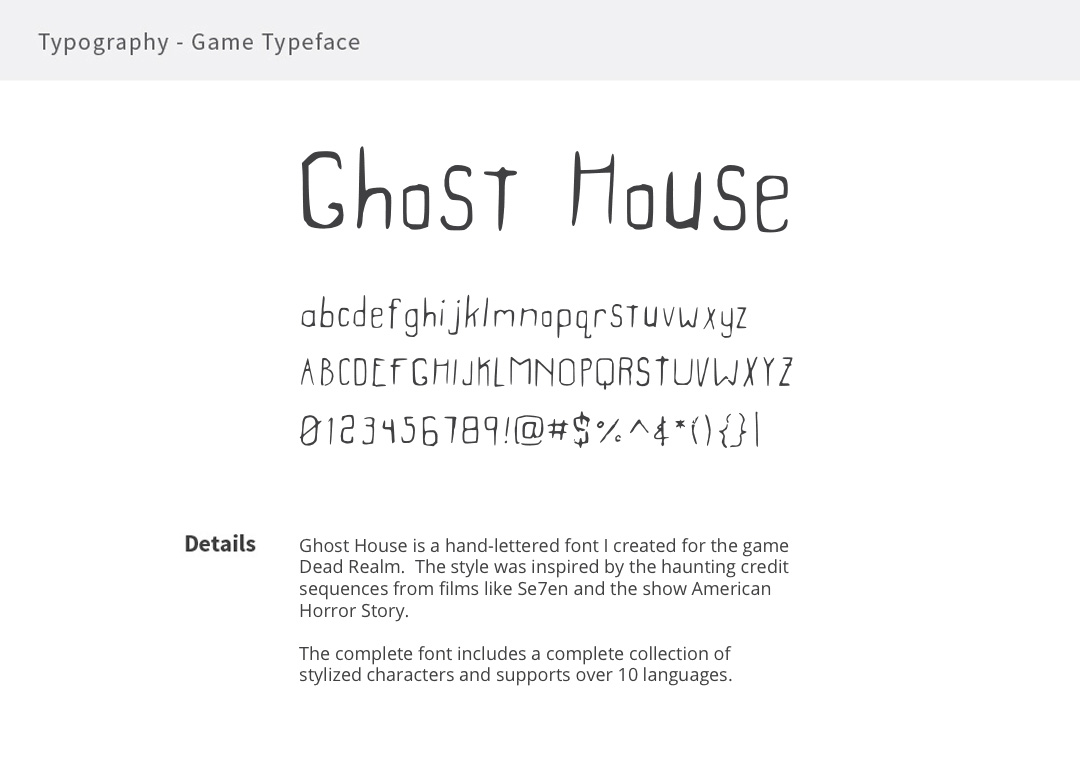 Typography - Game Typeface
Ghost House
abcdefghijklmnopqrstuvwxyz
ABCDEFGHIJKLMNOPQRSTUVWXYZ
0123456789!@#$%^&*(){}|
Details
Ghost House is a hand-lettered font I created for the game
Dead Realm.  The style was inspired by the haunting credit
sequences from films like Se7en and the show American
Horror Story.
The complete font includes a complete collection of
stylized characters and supports over 10 languages.